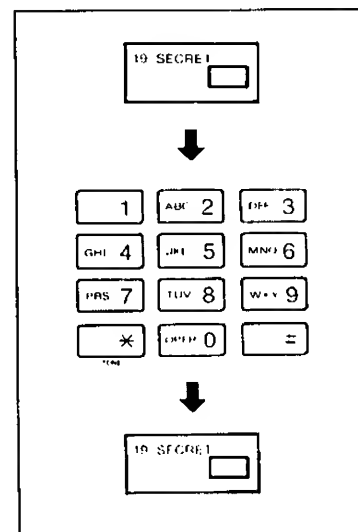 19 SECRET
1 ABC 2 DEF 3
GHI 4 JKL 5 MNO 6
PRS 7 TUV 8 WXY 9
* OPER 0 #
TONE
19 SECRET